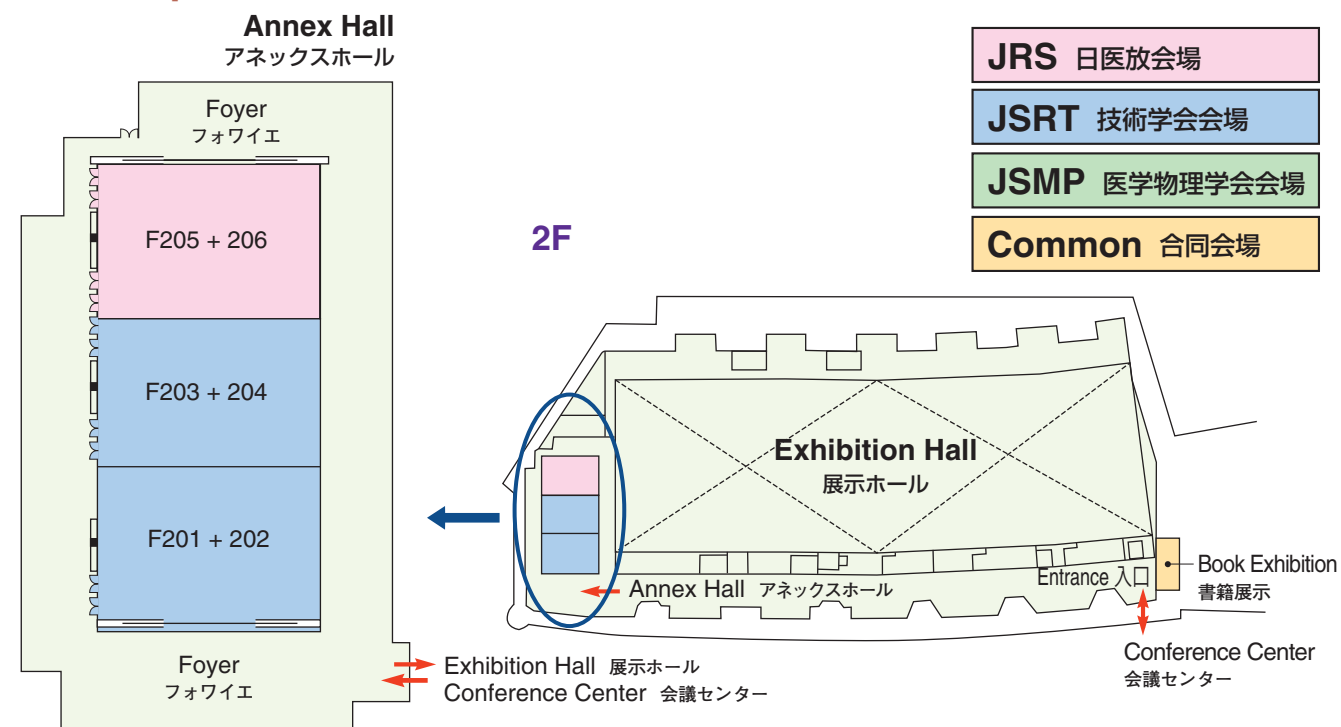 Annex Hall
アネックスホール
Foyer
フォワイエ
F205 + 206
F203 + 204
F201 + 202
Foyer
フォワイエ
Exhibition Hall 展示ホール
Conference Center 会議センター
JRS 日医放会場
JSRT 技術学会会場
JSMP 医学物理学会会場
Common 合同会場
2F
Exhibition Hall
展示ホール
Annex Hall アネックスホール
Entrance 入口
Book Exhibition
書籍展示
Conference Center
会議センター